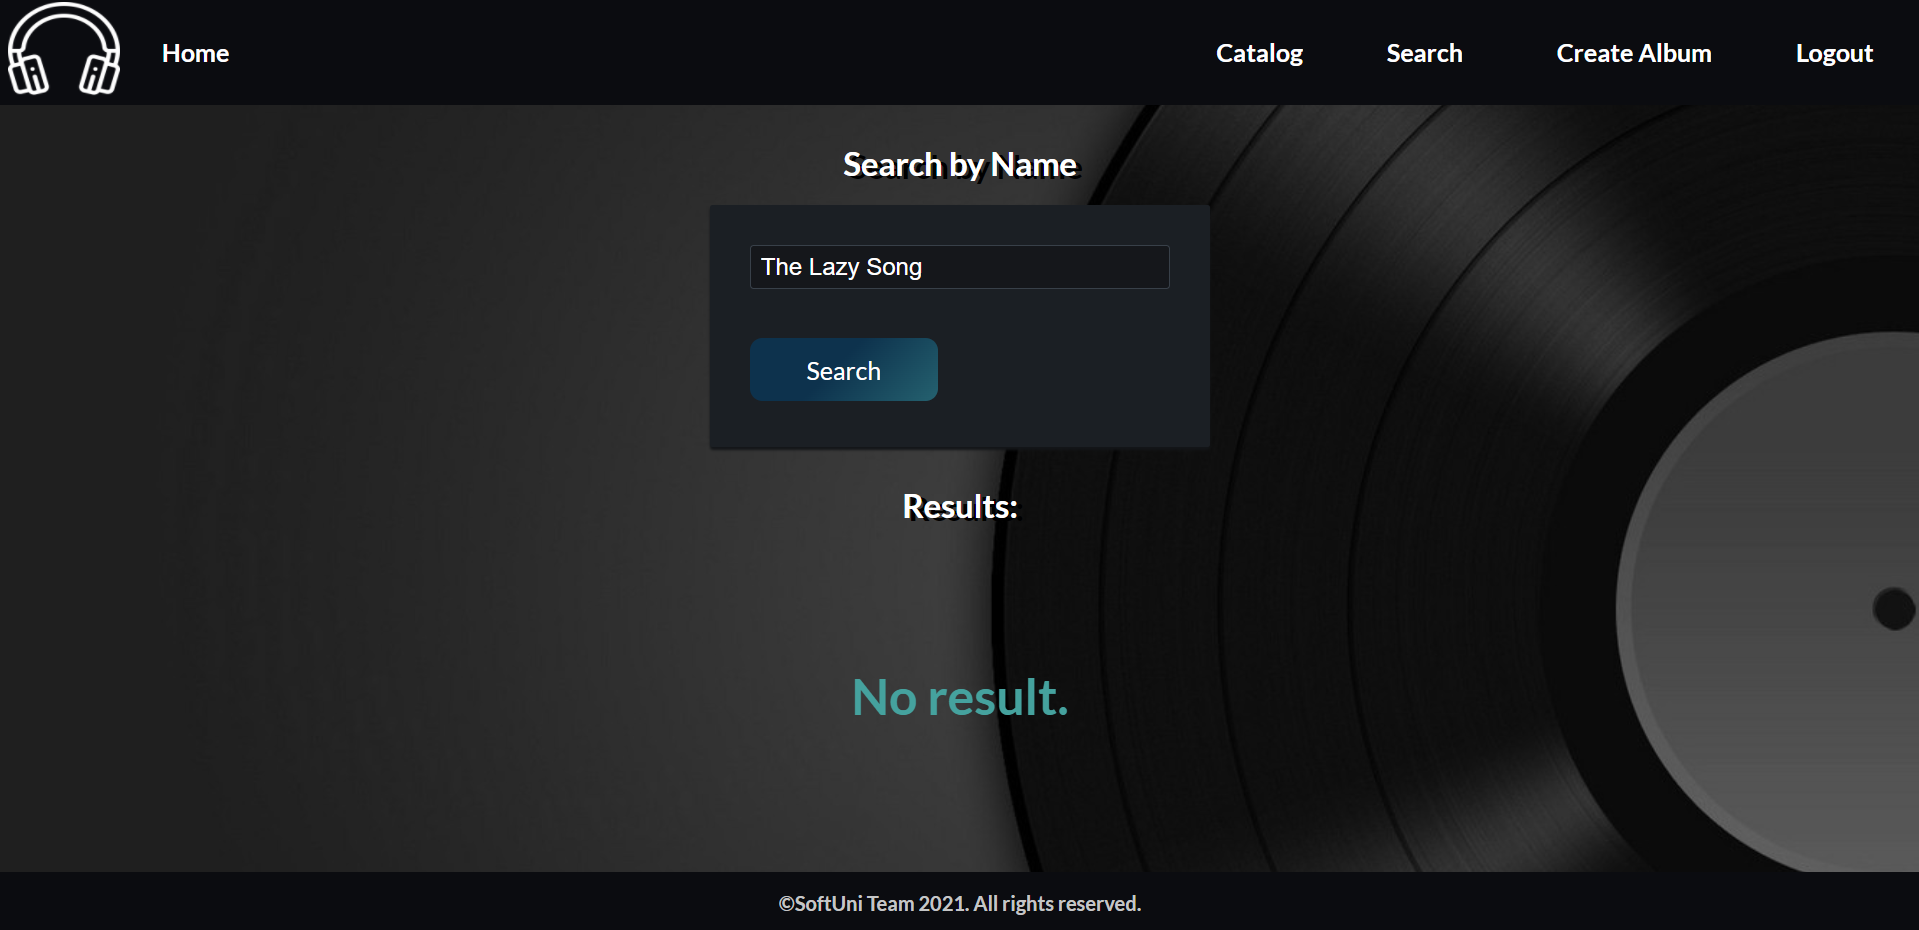 Home Catalog Search Create Album Logout
Search by Name
The Lazy Song
Search
Results:
No result.
©SoftUni Team 2021. All rights reserved.